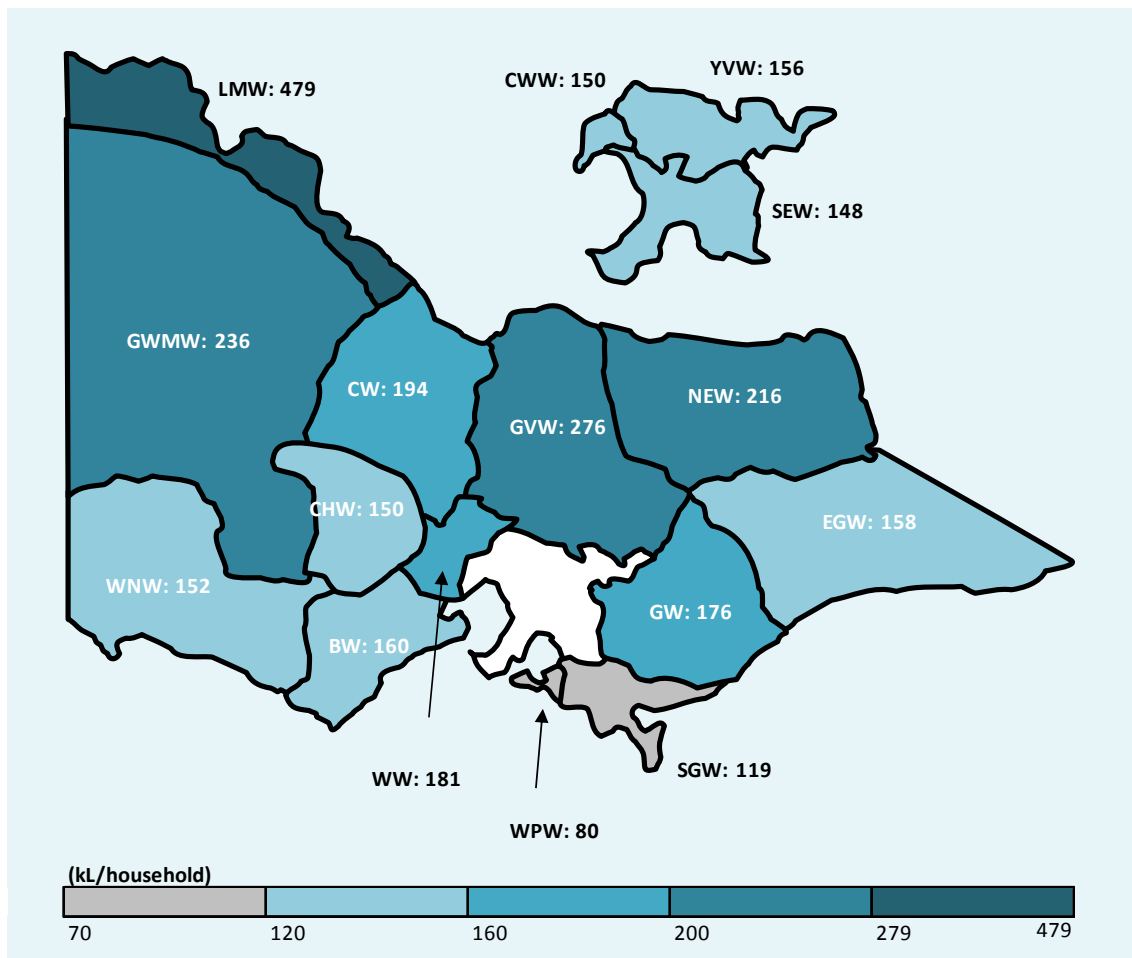 YVW: 156
CWW: 150
LMW: 479
SEW: 148
GWMW: 236
CW: 194
NEW: 216
GVW: 276
CHW: 150
EGW: 158
WNW: 152
GW: 176
BW: 160
SGW: 119
WW: 181
WPW: 80
(kL/household)
70 120 160 200 279 479